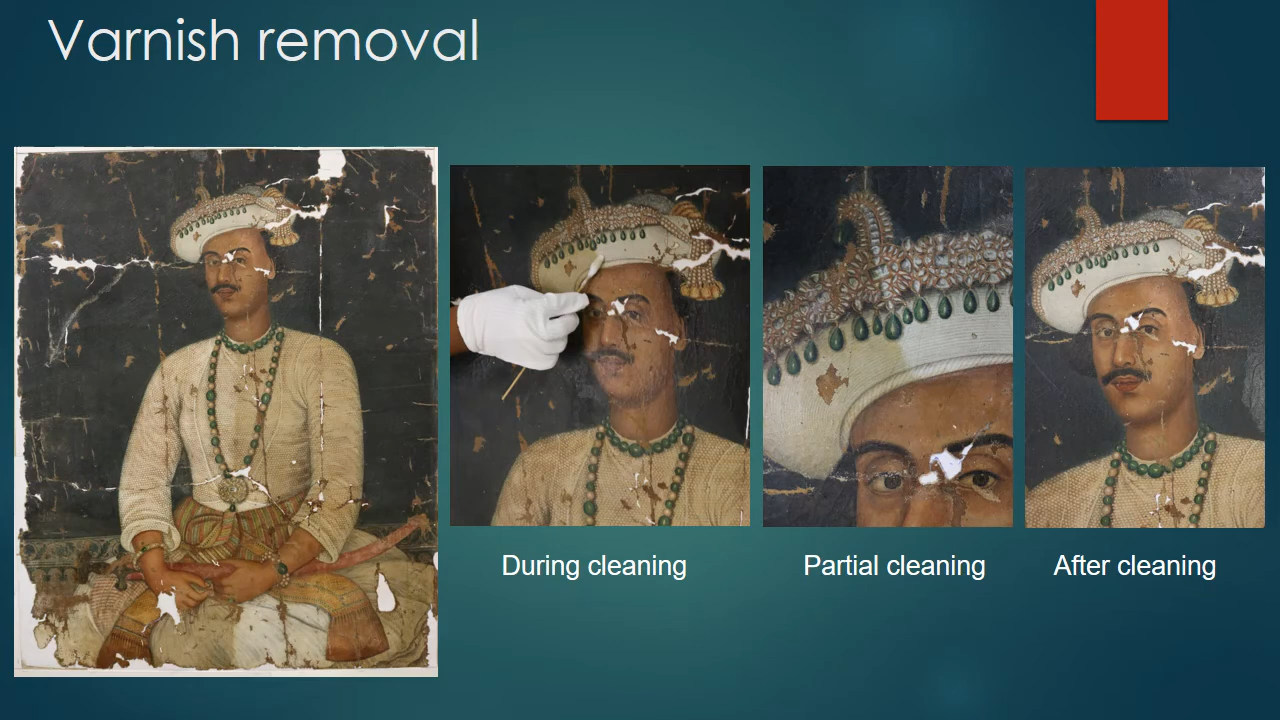 Varnish removal
During cleaning
Partial cleaning
After cleaning